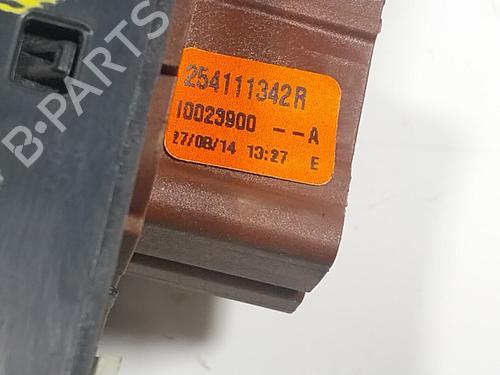 254111342R
10023900 --A
27/08/14 13:27 E
B-PARTS